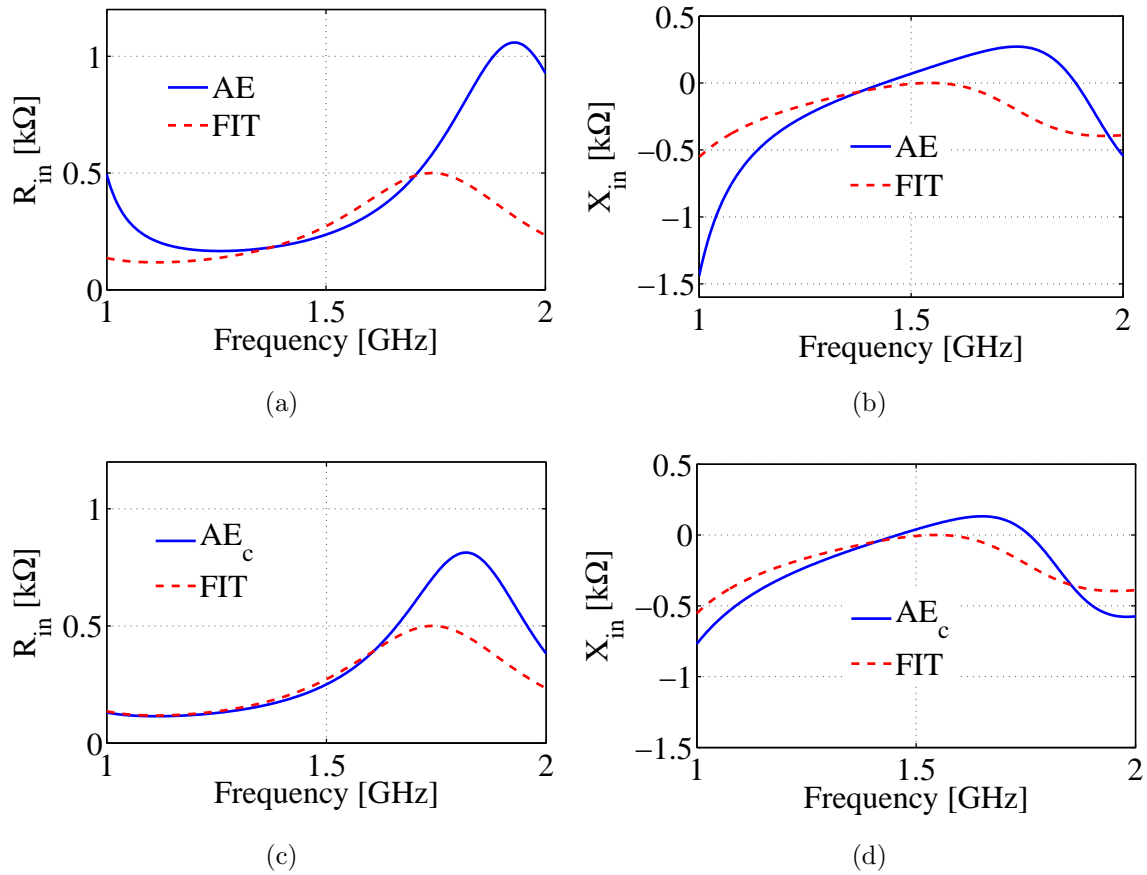 R_in [kΩ]
1
0.5
0
AE
FIT
1
1.5
2
Frequency [GHz]
(a)
X_in [kΩ]
0.5
0
−0.5
−1
−1.5
AE
FIT
1
1.5
2
Frequency [GHz]
(b)
R_in [kΩ]
1
0.5
0
AE_c
FIT
1
1.5
2
Frequency [GHz]
(c)
X_in [kΩ]
0.5
0
−0.5
−1
−1.5
AE_c
FIT
1
1.5
2
Frequency [GHz]
(d)